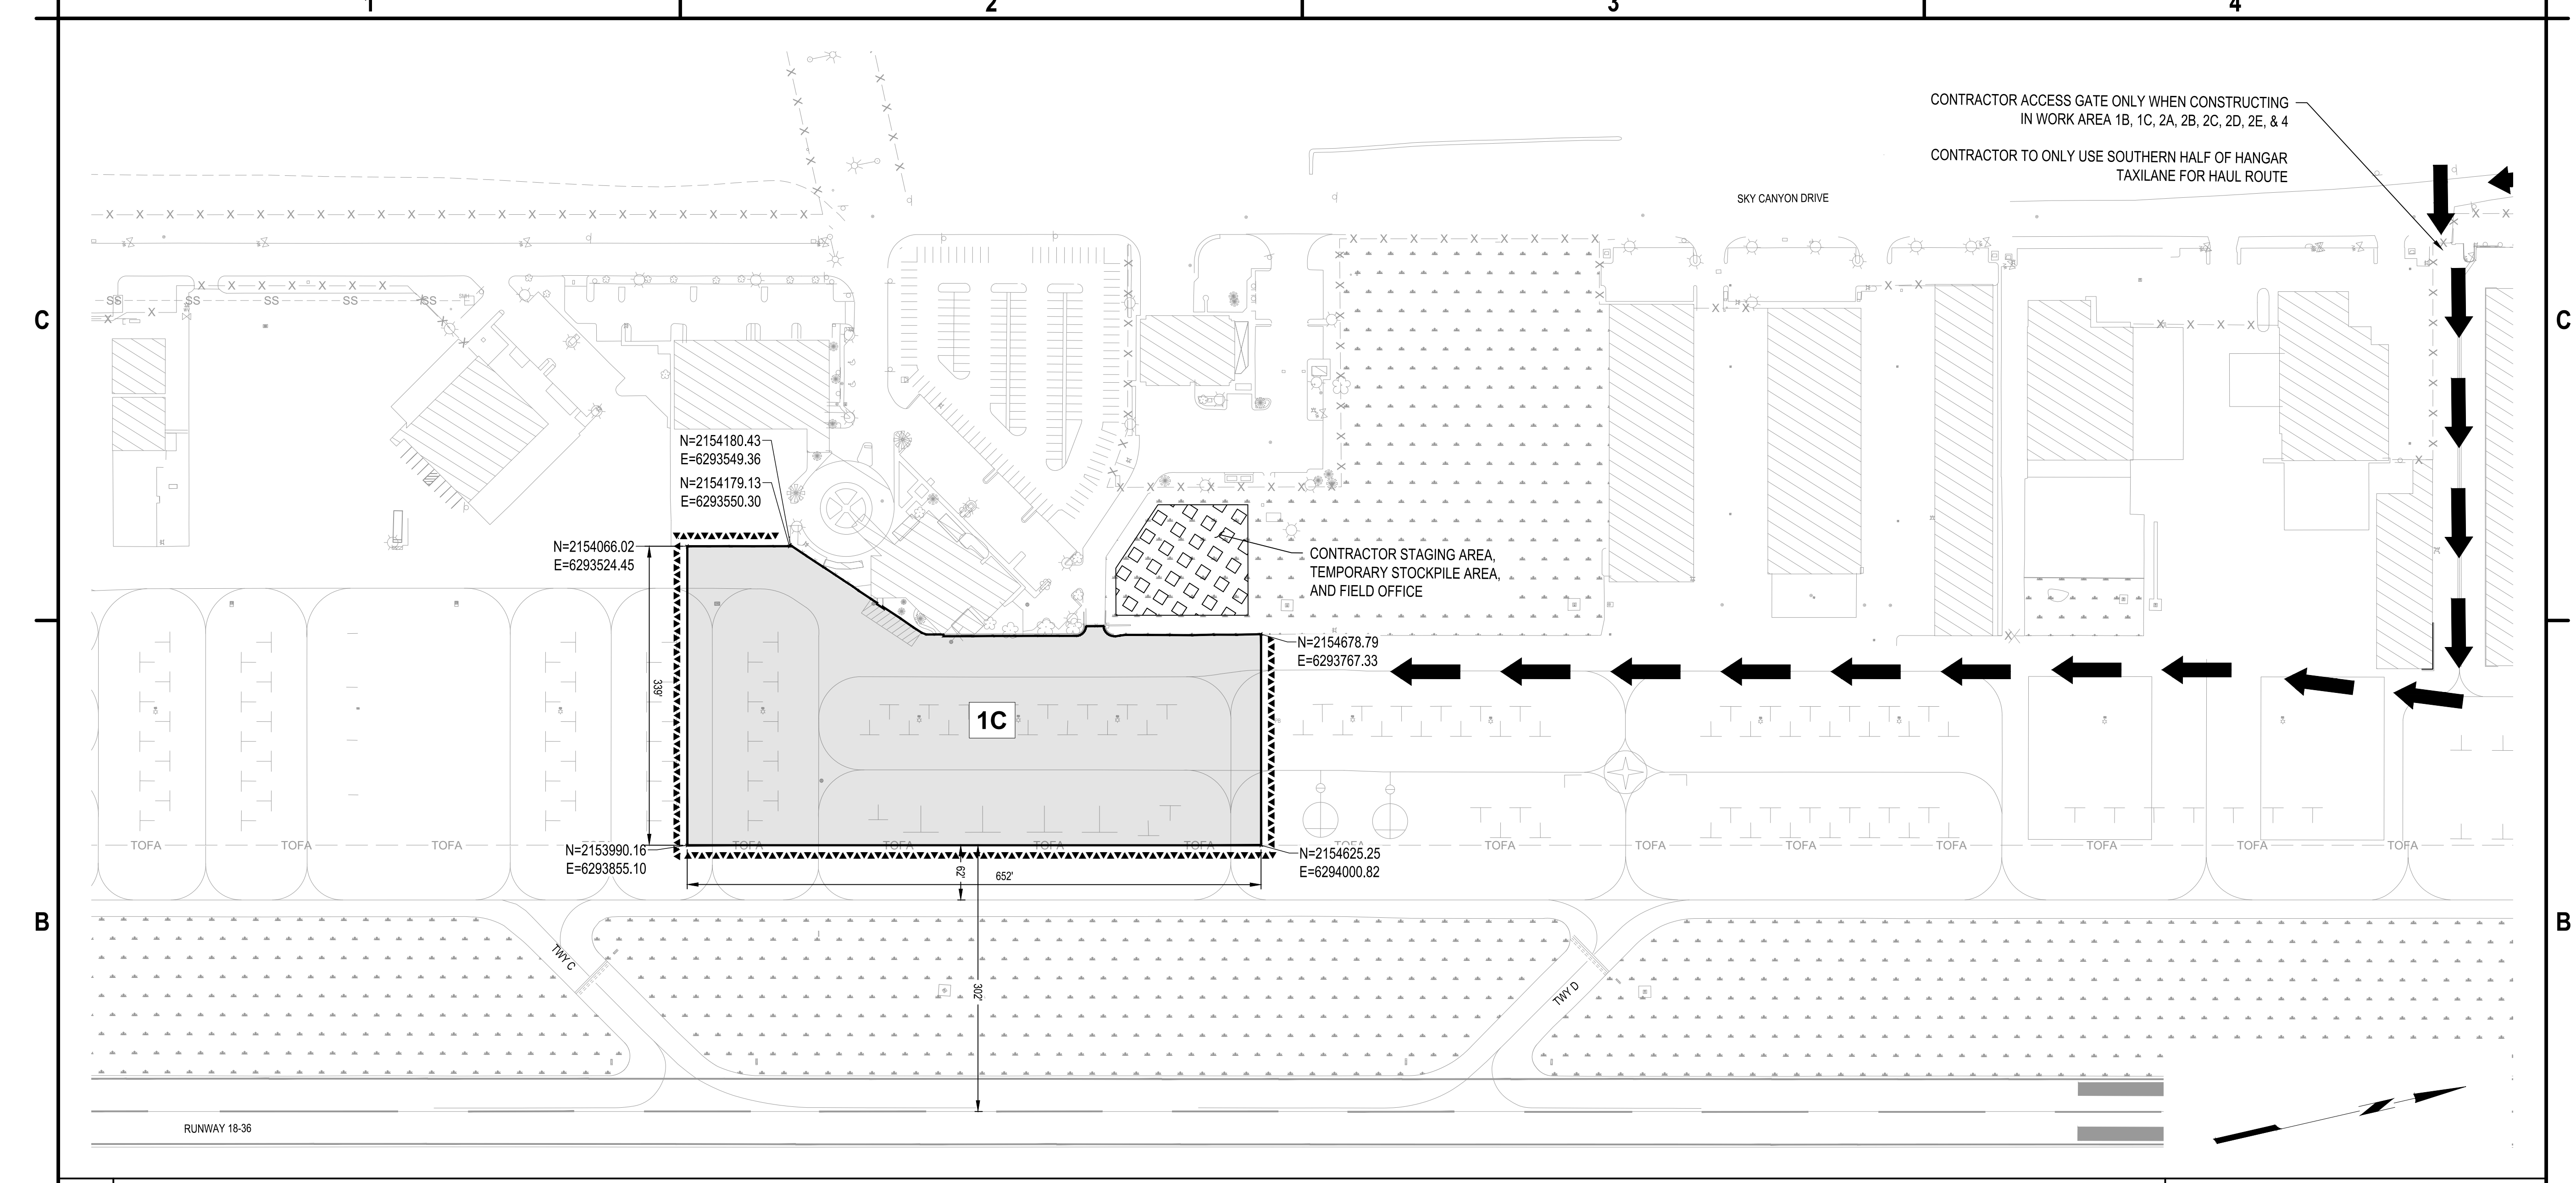 1
2
3
4
CONTRACTOR ACCESS GATE ONLY WHEN CONSTRUCTING
IN WORK AREA 1B, 1C, 2A, 2B, 2C, 2D, 2E, & 4
CONTRACTOR TO ONLY USE SOUTHERN HALF OF HANGAR
TAXILANE FOR HAUL ROUTE
SKY CANYON DRIVE
SS SS SS SS SS
C
C
N=2154180.43
E=6293549.36
N=2154179.13
E=6293550.30
N=2154066.02
E=6293524.45
CONTRACTOR STAGING AREA,
TEMPORARY STOCKPILE AREA,
AND FIELD OFFICE
N=2154678.79
E=6293767.33
339'
1C
TOFA TOFA TOFA TOFA TOFA TOFA TOFA TOFA TOFA TOFA TOFA TOFA TOFA TOFA TOFA
N=2153990.16
E=6293855.10
N=2154625.25
E=6294000.82
62'
652'
B
B
TWY C
302'
TWY D
RUNWAY 18-36